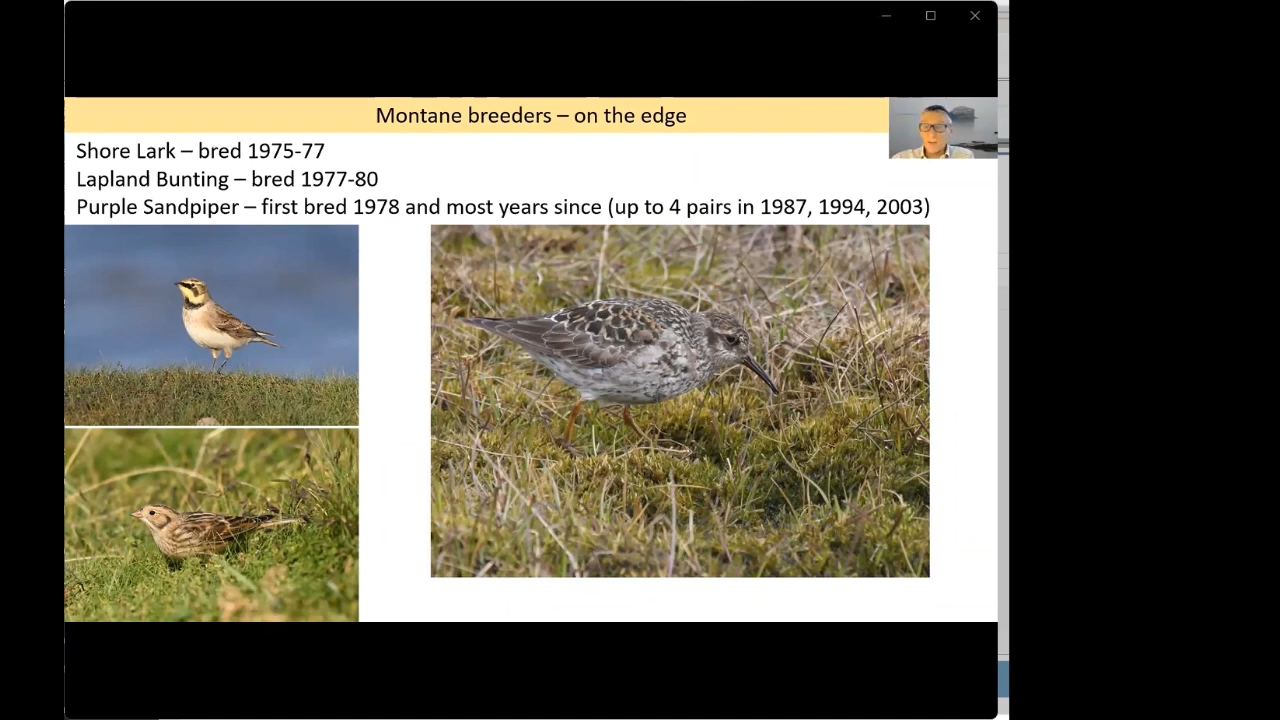 Montane breeders – on the edge
Shore Lark – bred 1975-77
Lapland Bunting – bred 1977-80
Purple Sandpiper – first bred 1978 and most years since (up to 4 pairs in 1987, 1994, 2003)